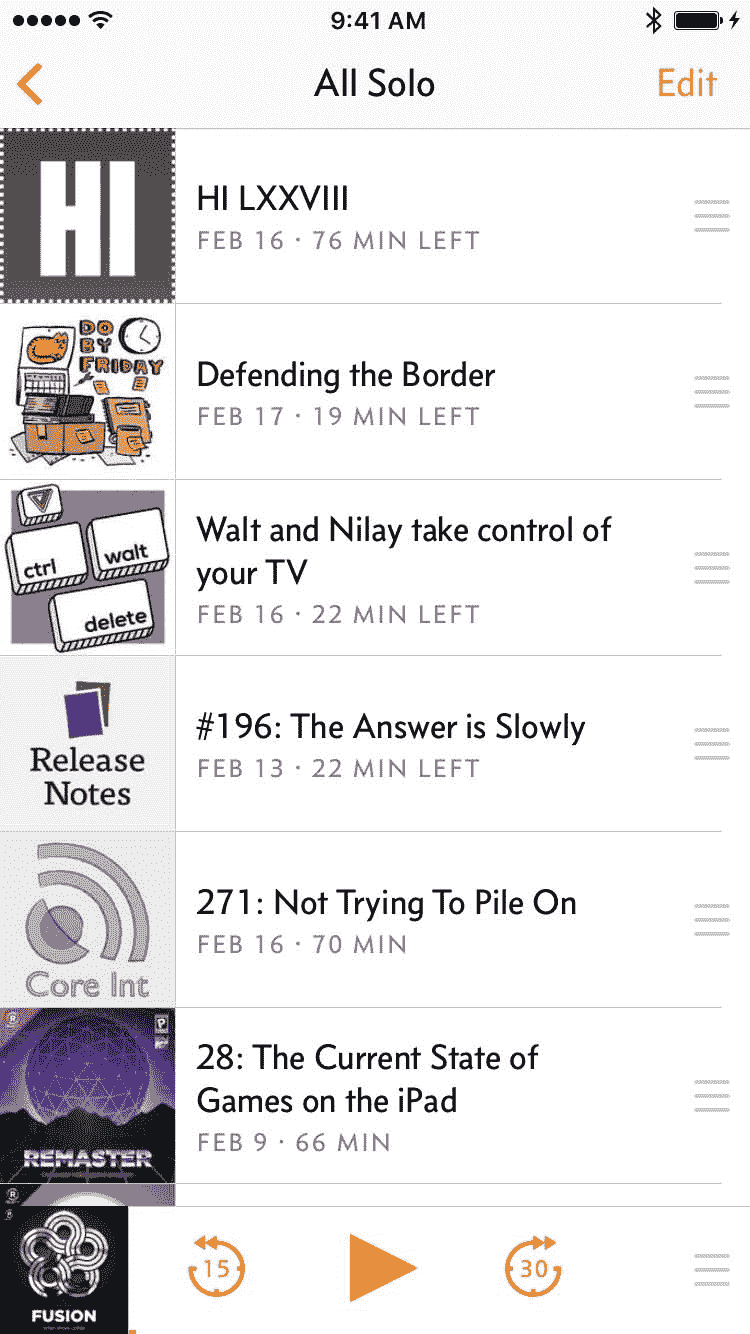 9:41 AM
All Solo
Edit
HI
HI LXXVIII
FEB 16 · 76 MIN LEFT
DO
BY
FRIDAY
Defending the Border
FEB 17 · 19 MIN LEFT
ctrl
walt
delete
Walt and Nilay take control of
your TV
FEB 16 · 22 MIN LEFT
Release
Notes
#196: The Answer is Slowly
FEB 13 · 22 MIN LEFT
Core Int
271: Not Trying To Pile On
FEB 16 · 70 MIN
REMASTER
28: The Current State of
Games on the iPad
FEB 9 · 66 MIN
FUSION
15
30